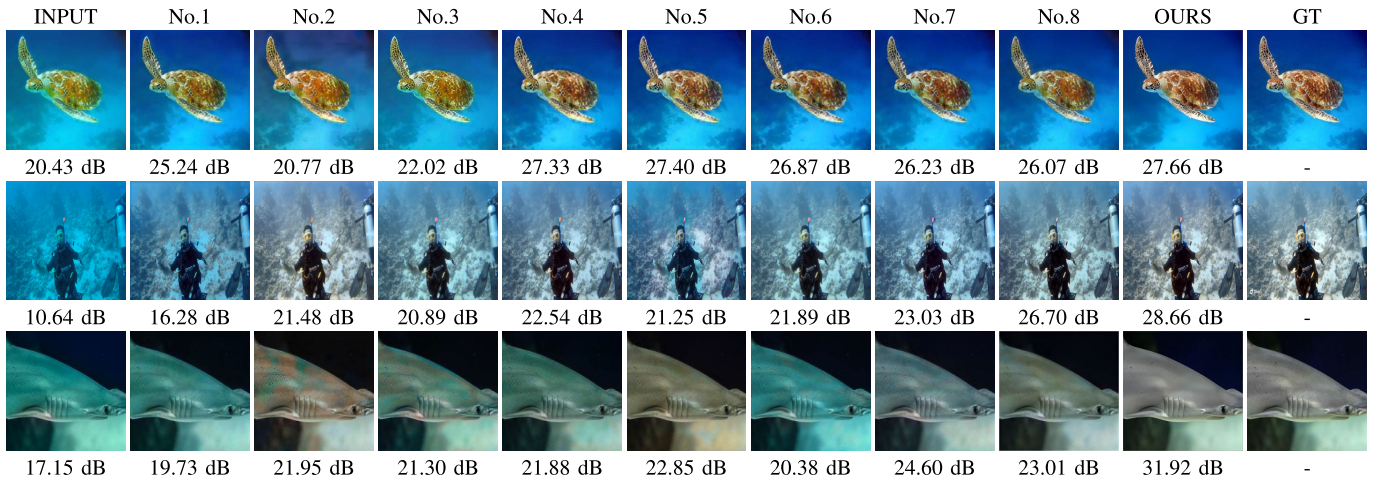 INPUT No.1 No.2 No.3 No.4 No.5 No.6 No.7 No.8 OURS GT
20.43 dB 25.24 dB 20.77 dB 22.02 dB 27.33 dB 27.40 dB 26.87 dB 26.23 dB 26.07 dB 27.66 dB -
10.64 dB 16.28 dB 21.48 dB 20.89 dB 22.54 dB 21.25 dB 21.89 dB 23.03 dB 26.70 dB 28.66 dB -
17.15 dB 19.73 dB 21.95 dB 21.30 dB 21.88 dB 22.85 dB 20.38 dB 24.60 dB 23.01 dB 31.92 dB -